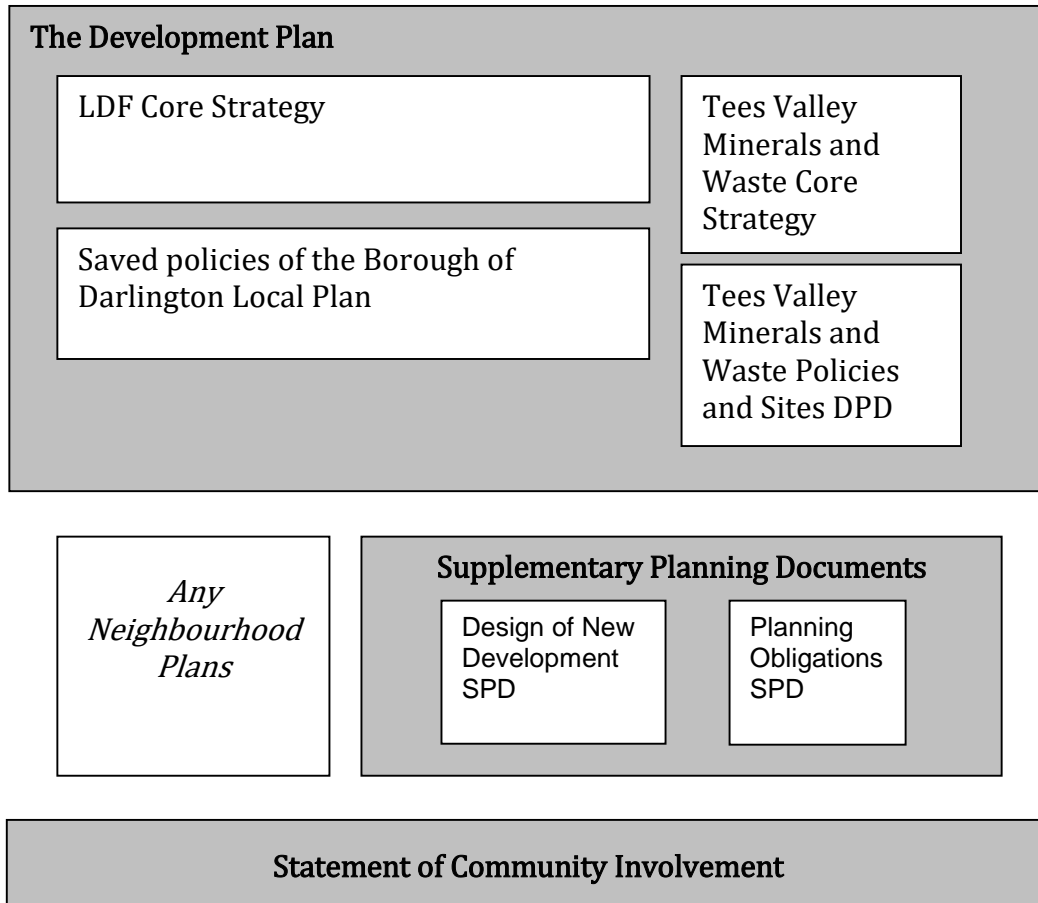 The Development Plan
LDF Core Strategy
Saved policies of the Borough of
Darlington Local Plan
Tees Valley
Minerals and
Waste Core
Strategy
Tees Valley
Minerals and
Waste Policies
and Sites DPD
Any
Neighbourhood
Plans
Supplementary Planning Documents
Design of New
Development
SPD
Planning
Obligations
SPD
Statement of Community Involvement